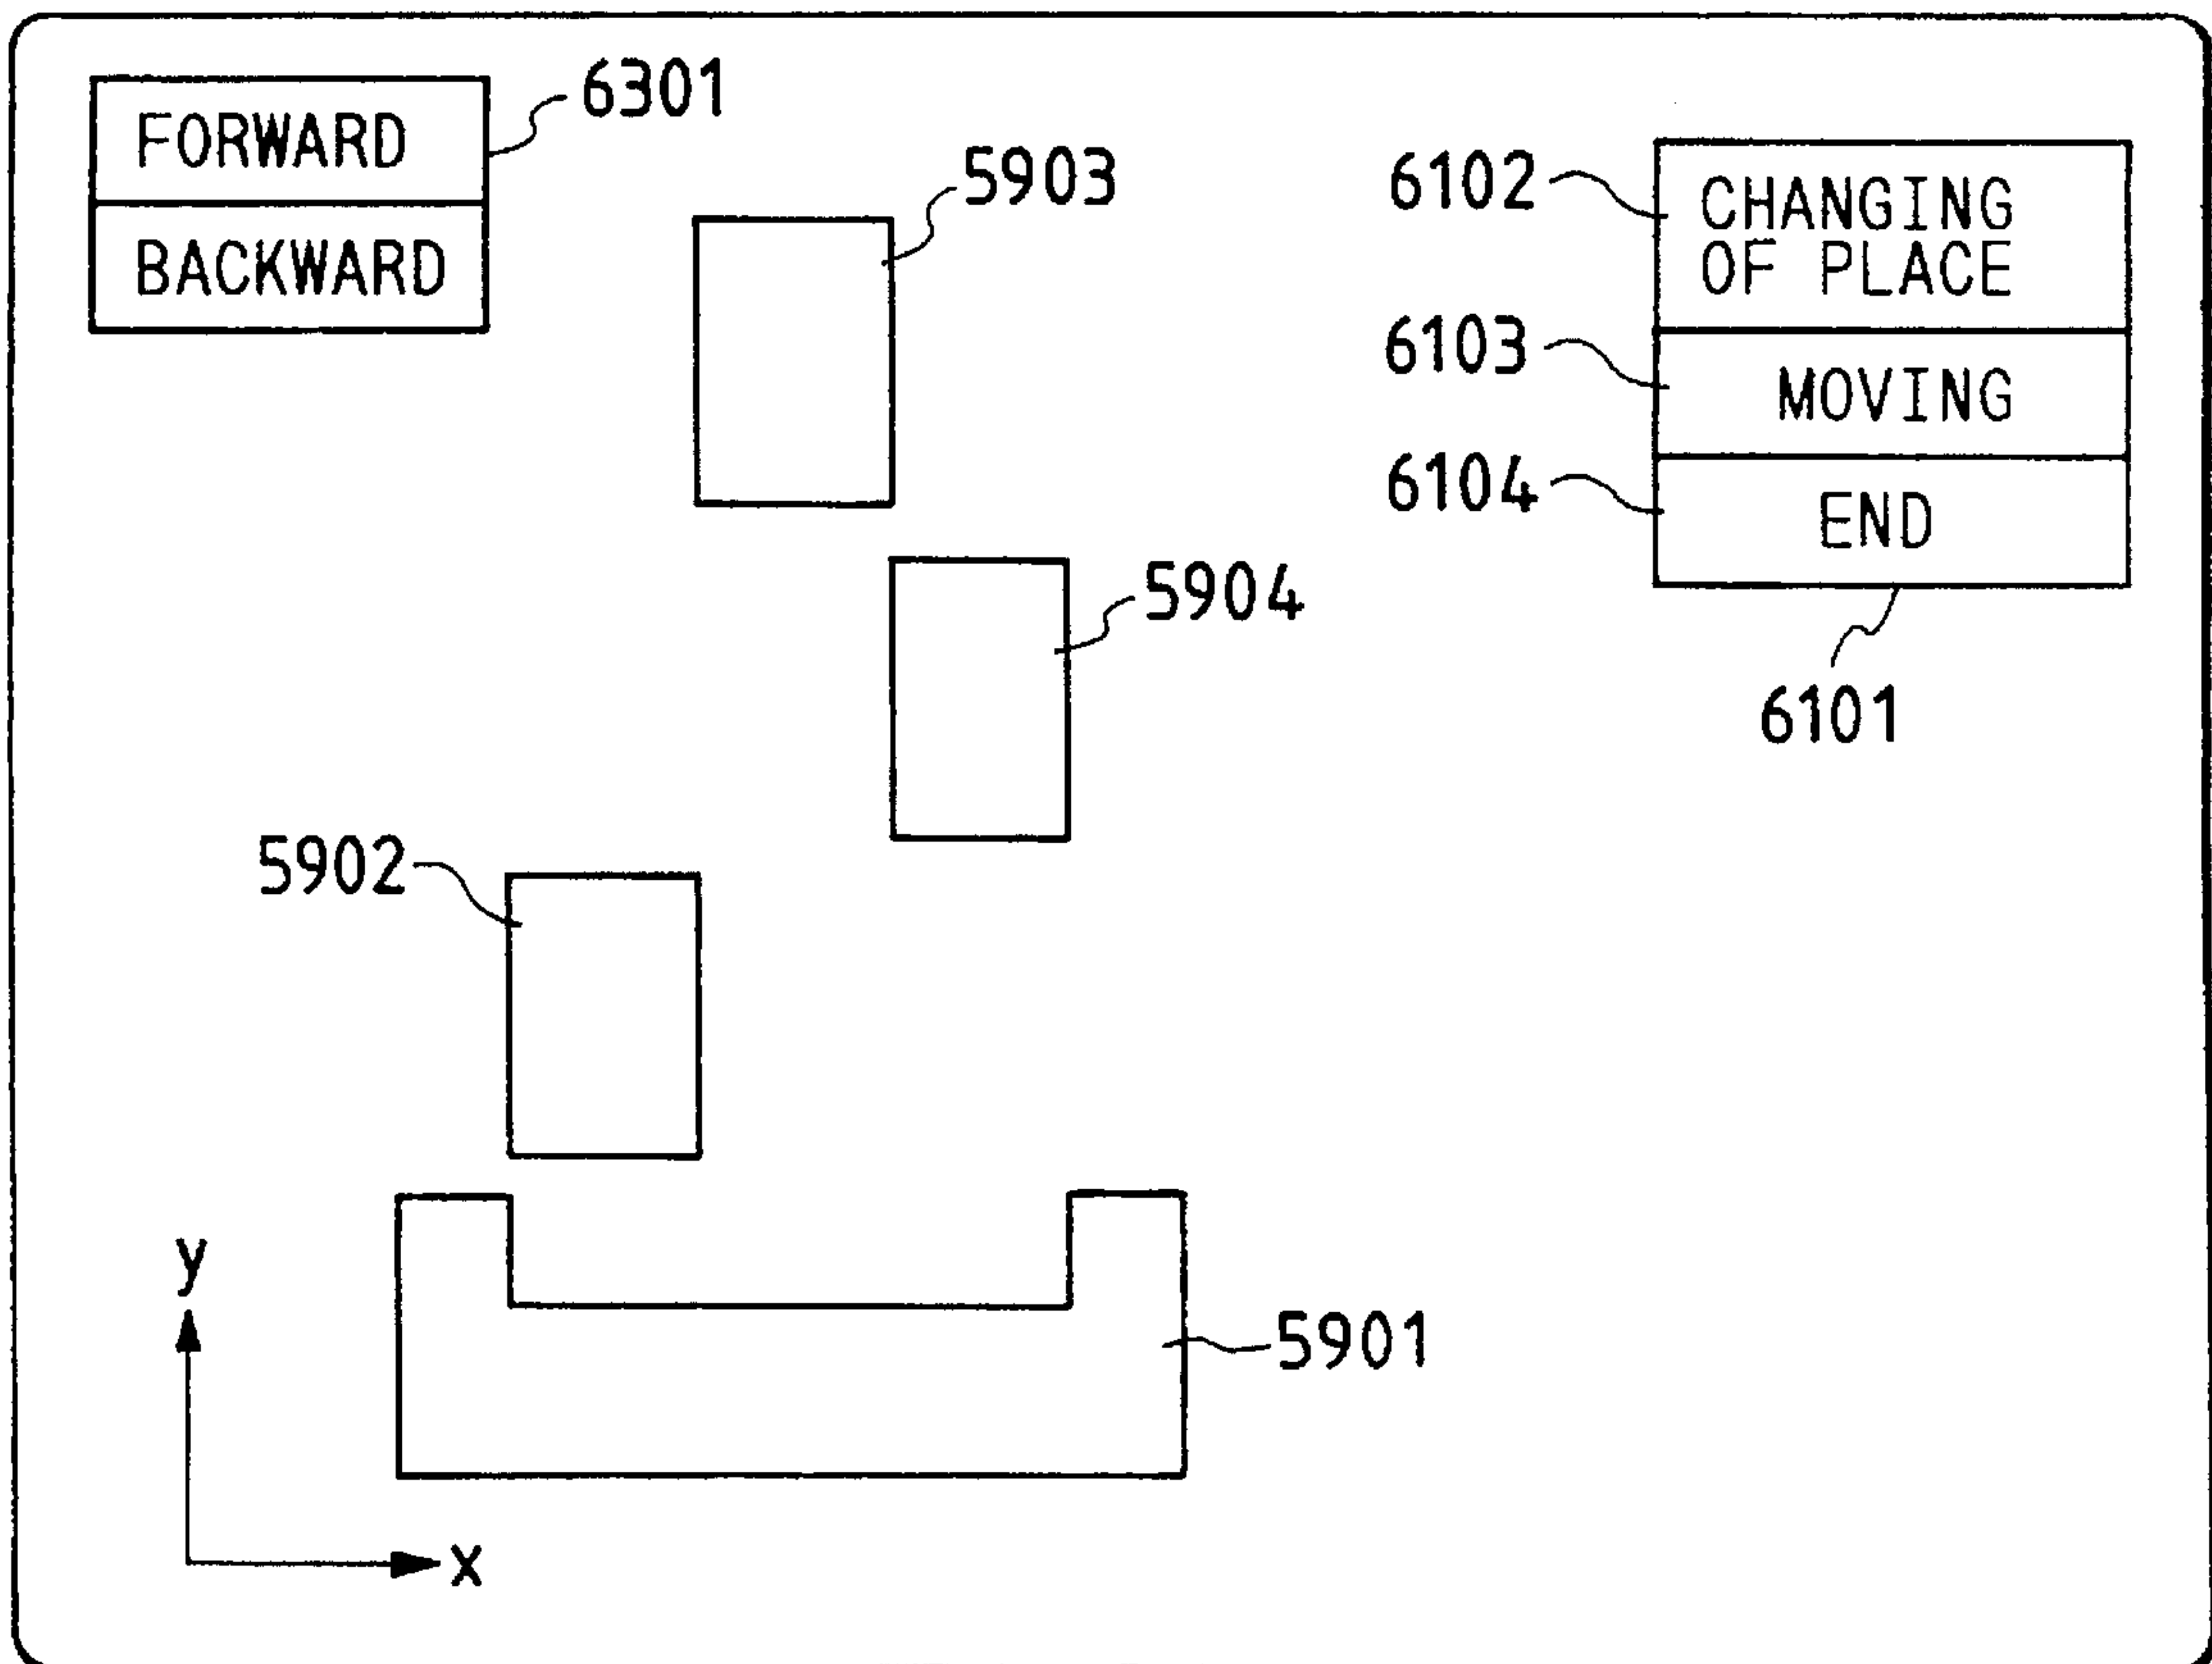 FORWARD
BACKWARD
6301
5903
6102
CHANGING
OF PLACE
6103
MOVING
6104
END
6101
5904
5902
5901
y
x